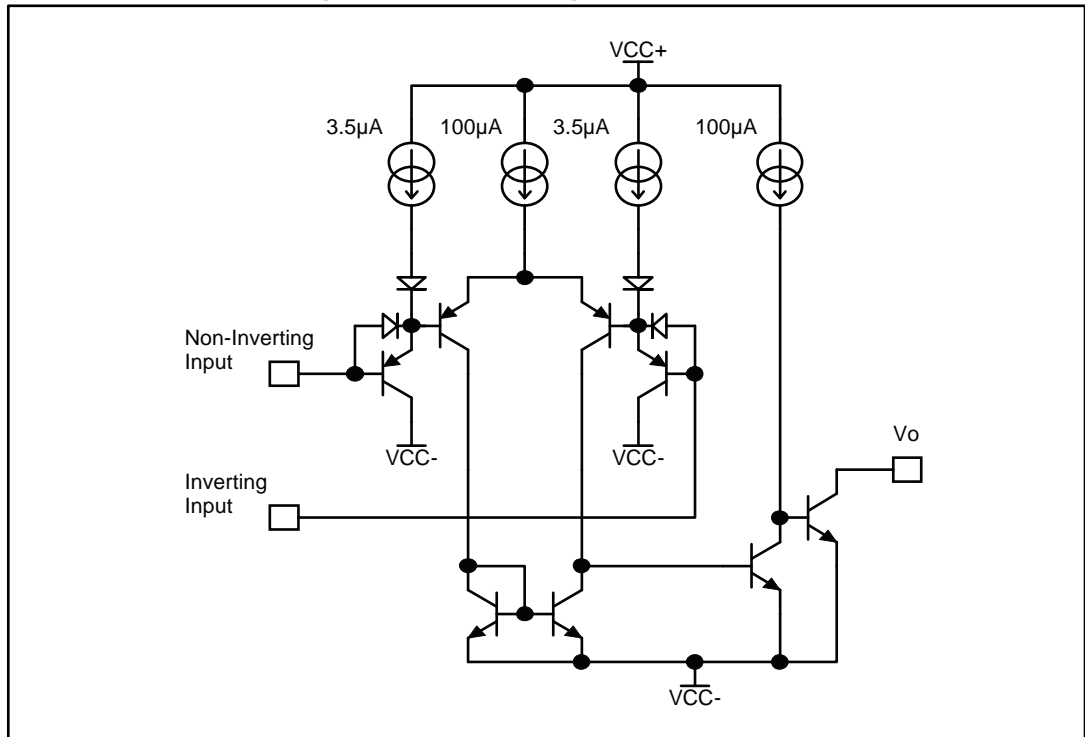 VCC+
3.5µA
100µA
3.5µA
100µA
Non-Inverting
Input
VCC-
VCC-
Vo
Inverting
Input
VCC-